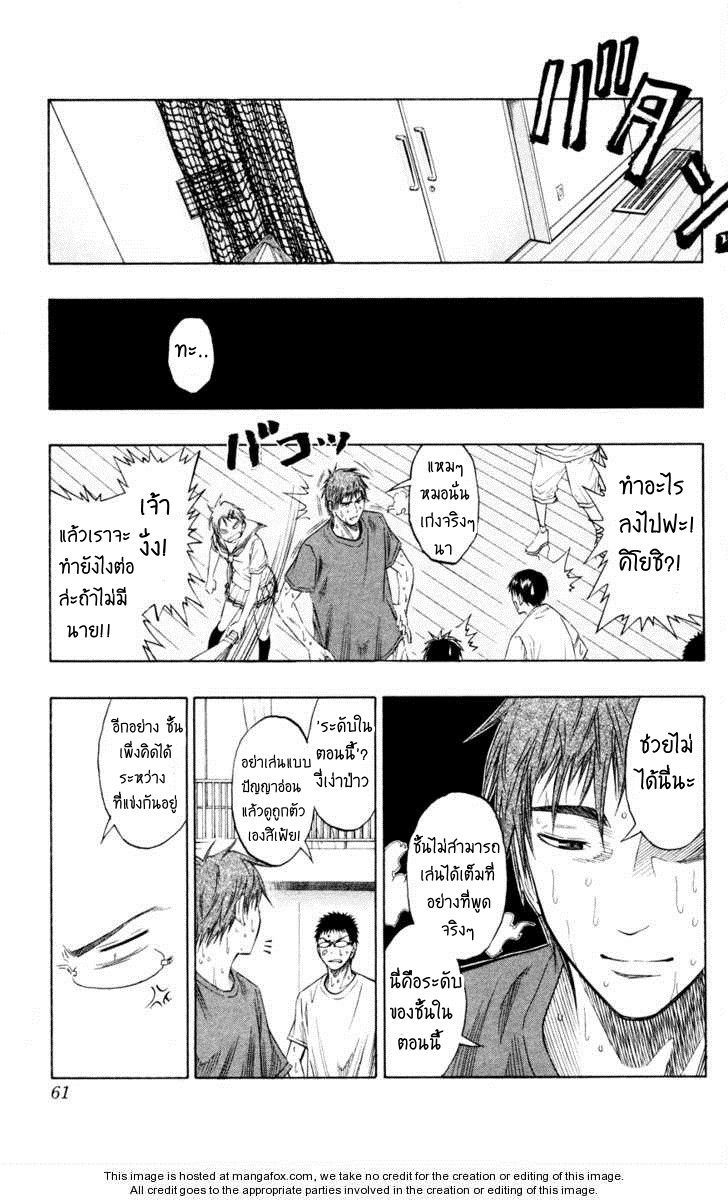 バタン
ทะ..
バコッ
ทำอะไร
ลงไปฟะ!
คิโยชิ?!
แหมๆ
หมอนั่น
เก่งจริงๆ
นา
เจ้า
งั่ง!
แล้วเราจะ
ทำยังไงต่อ
ล่ะถ้าไม่มี
นาย!!
ช่วยไม่
ได้นี่นะ
ชั้นไม่สามารถ
เล่นได้เต็มที่
อย่างที่พูด
จริงๆ
นี่คือระดับ
ของชั้นใน
ตอนนี้
'ระดับใน
ตอนนี้'?
งี่เง่าป่าว
อย่าเล่นแบบ
ปัญญาอ่อน
แล้วดูถูกตัว
เองสิเฟ้ย!
อีกอย่าง ชั้น
เพิ่งคิดได้
ระหว่าง
ที่แข่งกันอยู่
61
This image is hosted at mangafox.com, we take no credit for the creation or editing of this image.
All credit goes to the appropriate parties involved in the creation or editing of this image.